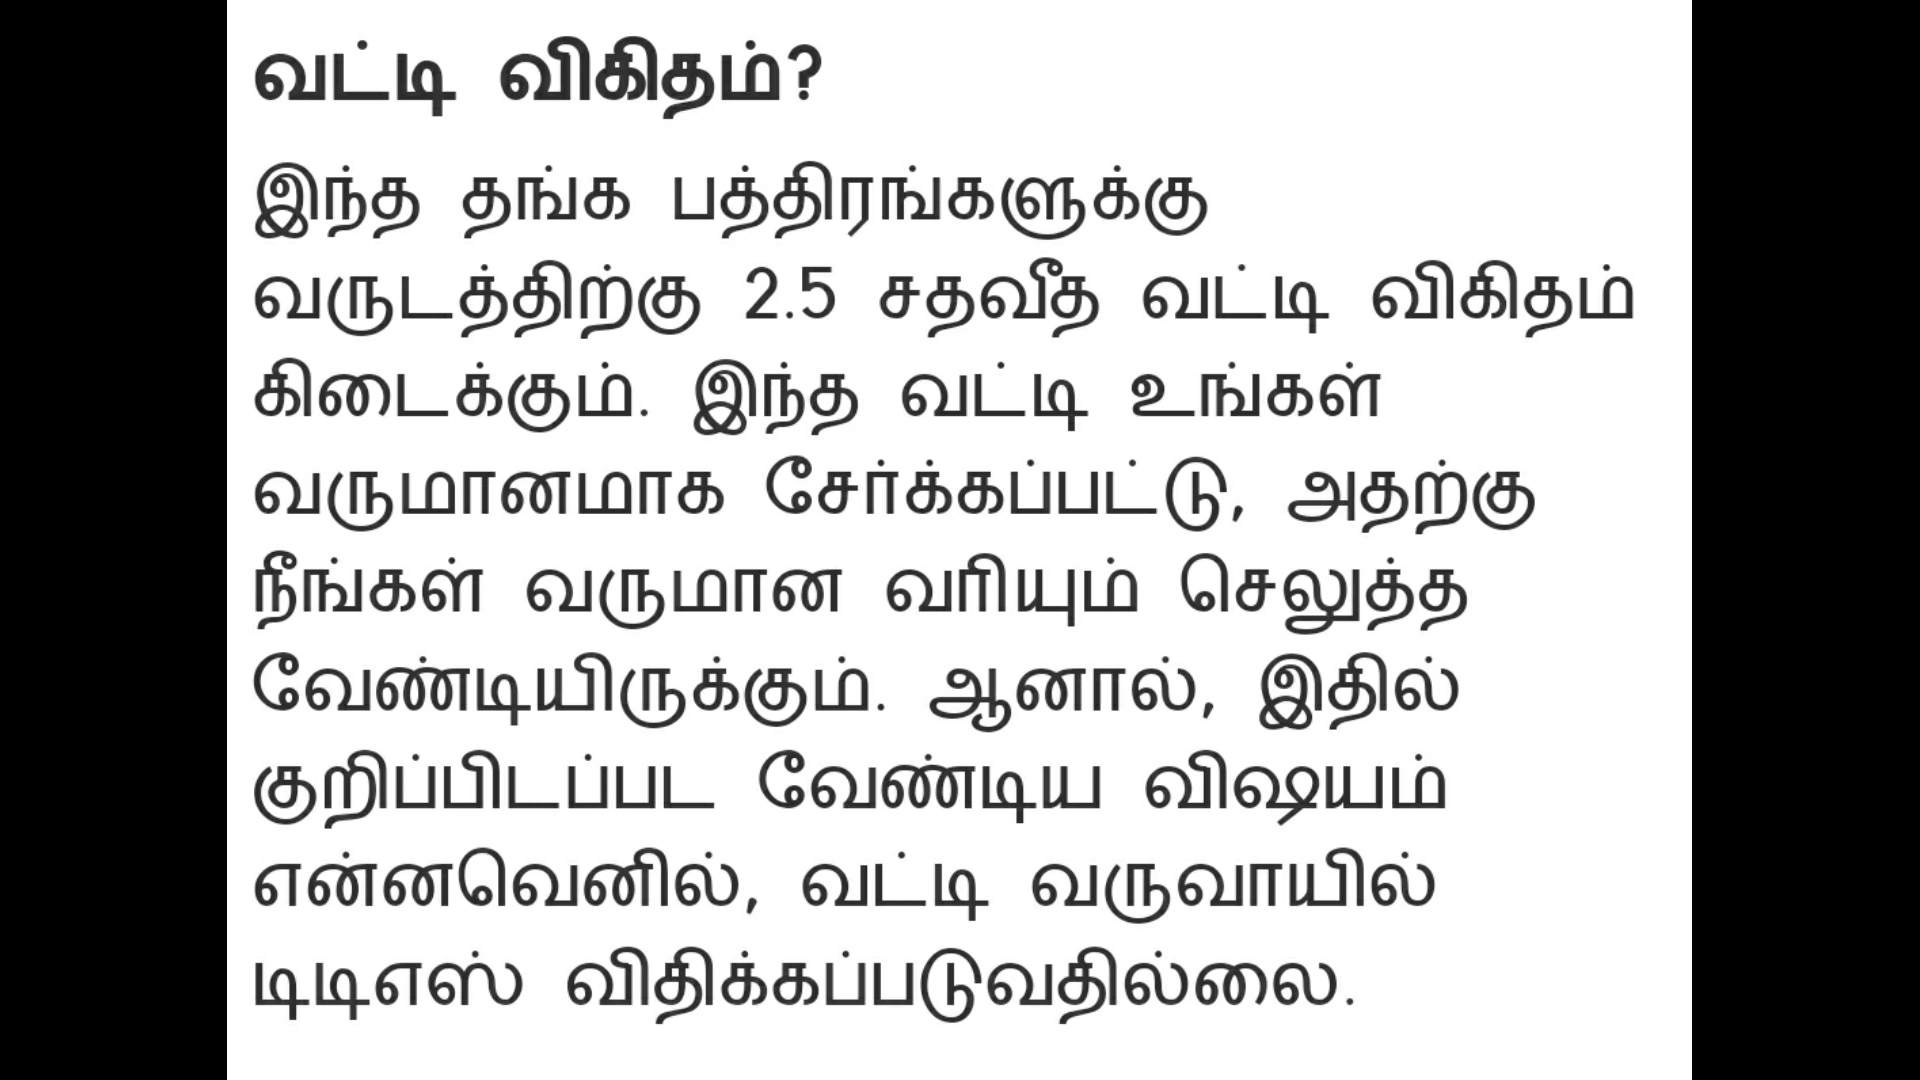 வட்டி விகிதம்?
இந்த தங்க பத்திரங்களுக்கு
வருடத்திற்கு 2.5 சதவீத வட்டி விகிதம்
கிடைக்கும். இந்த வட்டி உங்கள்
வருமானமாக சேர்க்கப்பட்டு, அதற்கு
நீங்கள் வருமான வரியும் செலுத்த
வேண்டியிருக்கும். ஆனால், இதில்
குறிப்பிடப்பட வேண்டிய விஷயம்
என்னவெனில், வட்டி வருவாயில்
டிடிஎஸ் விதிக்கப்படுவதில்லை.